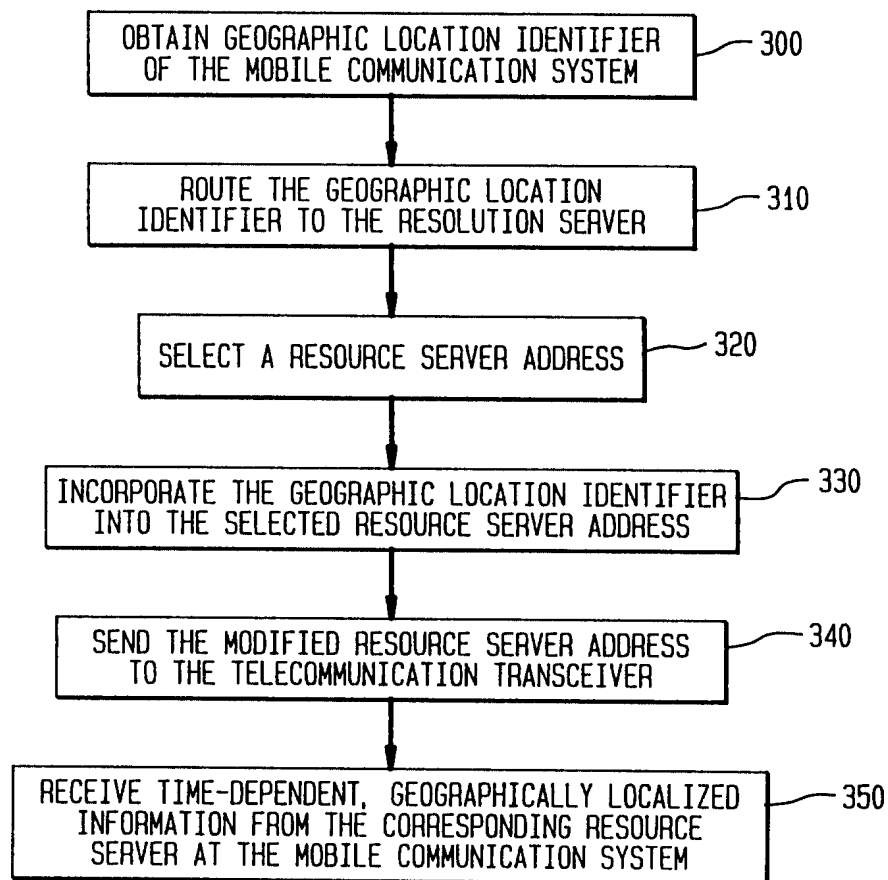 OBTAIN GEOGRAPHIC LOCATION IDENTIFIER
OF THE MOBILE COMMUNICATION SYSTEM
300
ROUTE THE GEOGRAPHIC LOCATION
IDENTIFIER TO THE RESOLUTION SERVER
310
SELECT A RESOURCE SERVER ADDRESS
320
INCORPORATE THE GEOGRAPHIC LOCATION IDENTIFIER
INTO THE SELECTED RESOURCE SERVER ADDRESS
330
SEND THE MODIFIED RESOURCE SERVER ADDRESS
TO THE TELECOMMUNICATION TRANSCEIVER
340
RECEIVE TIME-DEPENDENT, GEOGRAPHICALLY LOCALIZED
INFORMATION FROM THE CORRESPONDING RESOURCE
SERVER AT THE MOBILE COMMUNICATION SYSTEM
350